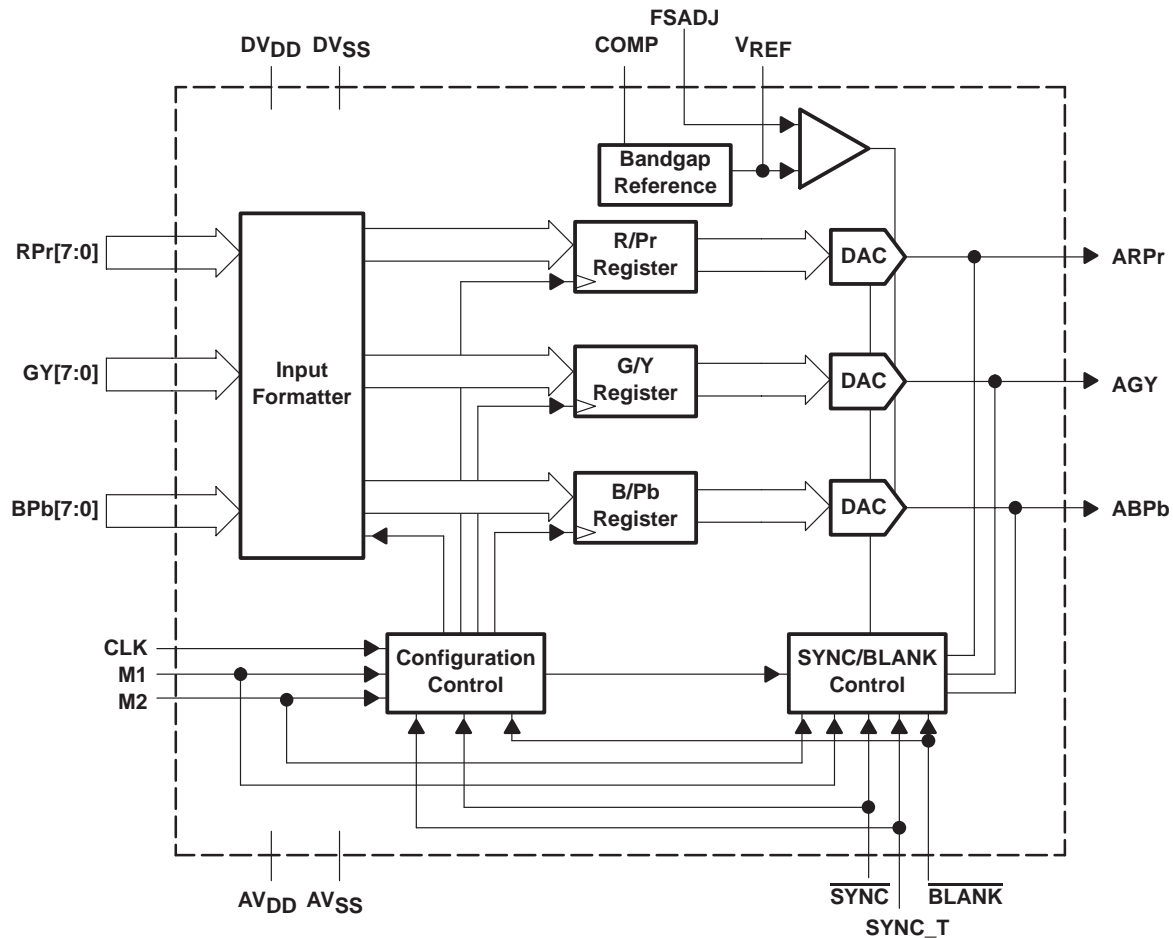 FSADJ
DVDD DVSS COMP VREF
Bandgap
Reference
RPr[7:0]
R/Pr
Register
DAC
ARPr
GY[7:0]
Input
Formatter
G/Y
Register
DAC
AGY
BPb[7:0]
B/Pb
Register
DAC
ABPb
CLK
M1
M2
Configuration
Control
SYNC/BLANK
Control
AVDD AVSS SYNC BLANK
SYNC_T